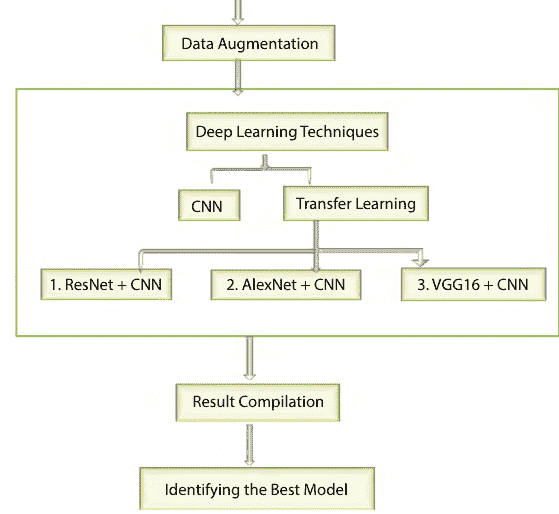 Data Augmentation
Deep Learning Techniques
CNN
Transfer Learning
1. ResNet + CNN
2. AlexNet + CNN
3. VGG16 + CNN
Result Compilation
Identifying the Best Model